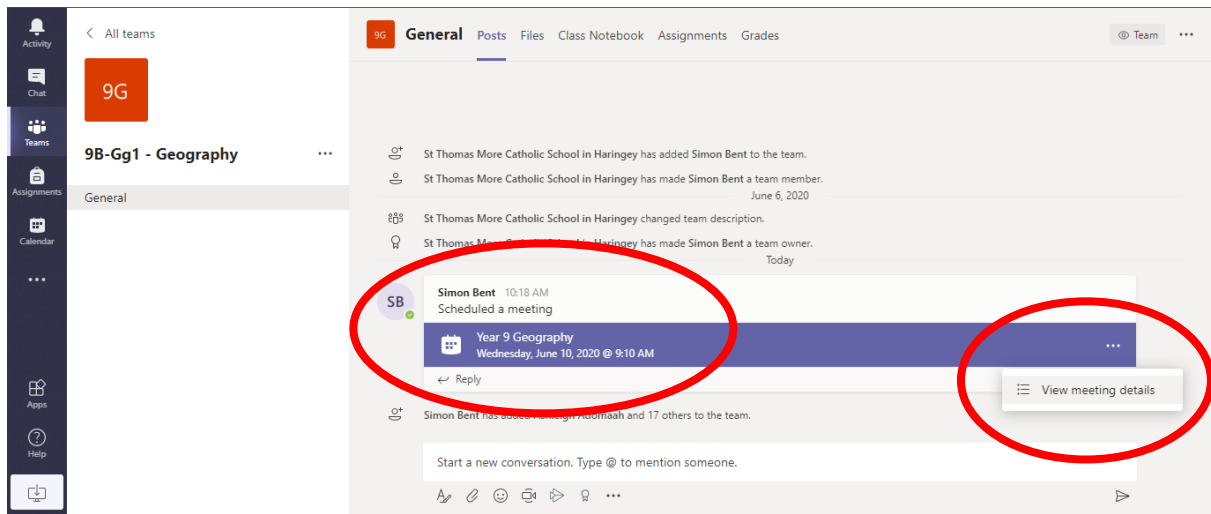 Activity
Chat
Teams
Assignments
Calendar
Apps
Help
All teams
9G
9B-Gg1 - Geography
General
9G General Posts Files Class Notebook Assignments Grades
Team
St Thomas More Catholic School in Haringey has added Simon Bent to the team.
St Thomas More Catholic School in Haringey has made Simon Bent a team member.
June 6, 2020
St Thomas More Catholic School in Haringey changed team description.
St Thomas More Catholic School in Haringey has made Simon Bent a team owner.
Today
SB
Simon Bent 10:18 AM
Scheduled a meeting
Year 9 Geography
Wednesday, June 10, 2020 @ 9:10 AM
Reply
View meeting details
Simon Bent has added Ashleigh Adomaah and 17 others to the team.
Start a new conversation. Type @ to mention someone.